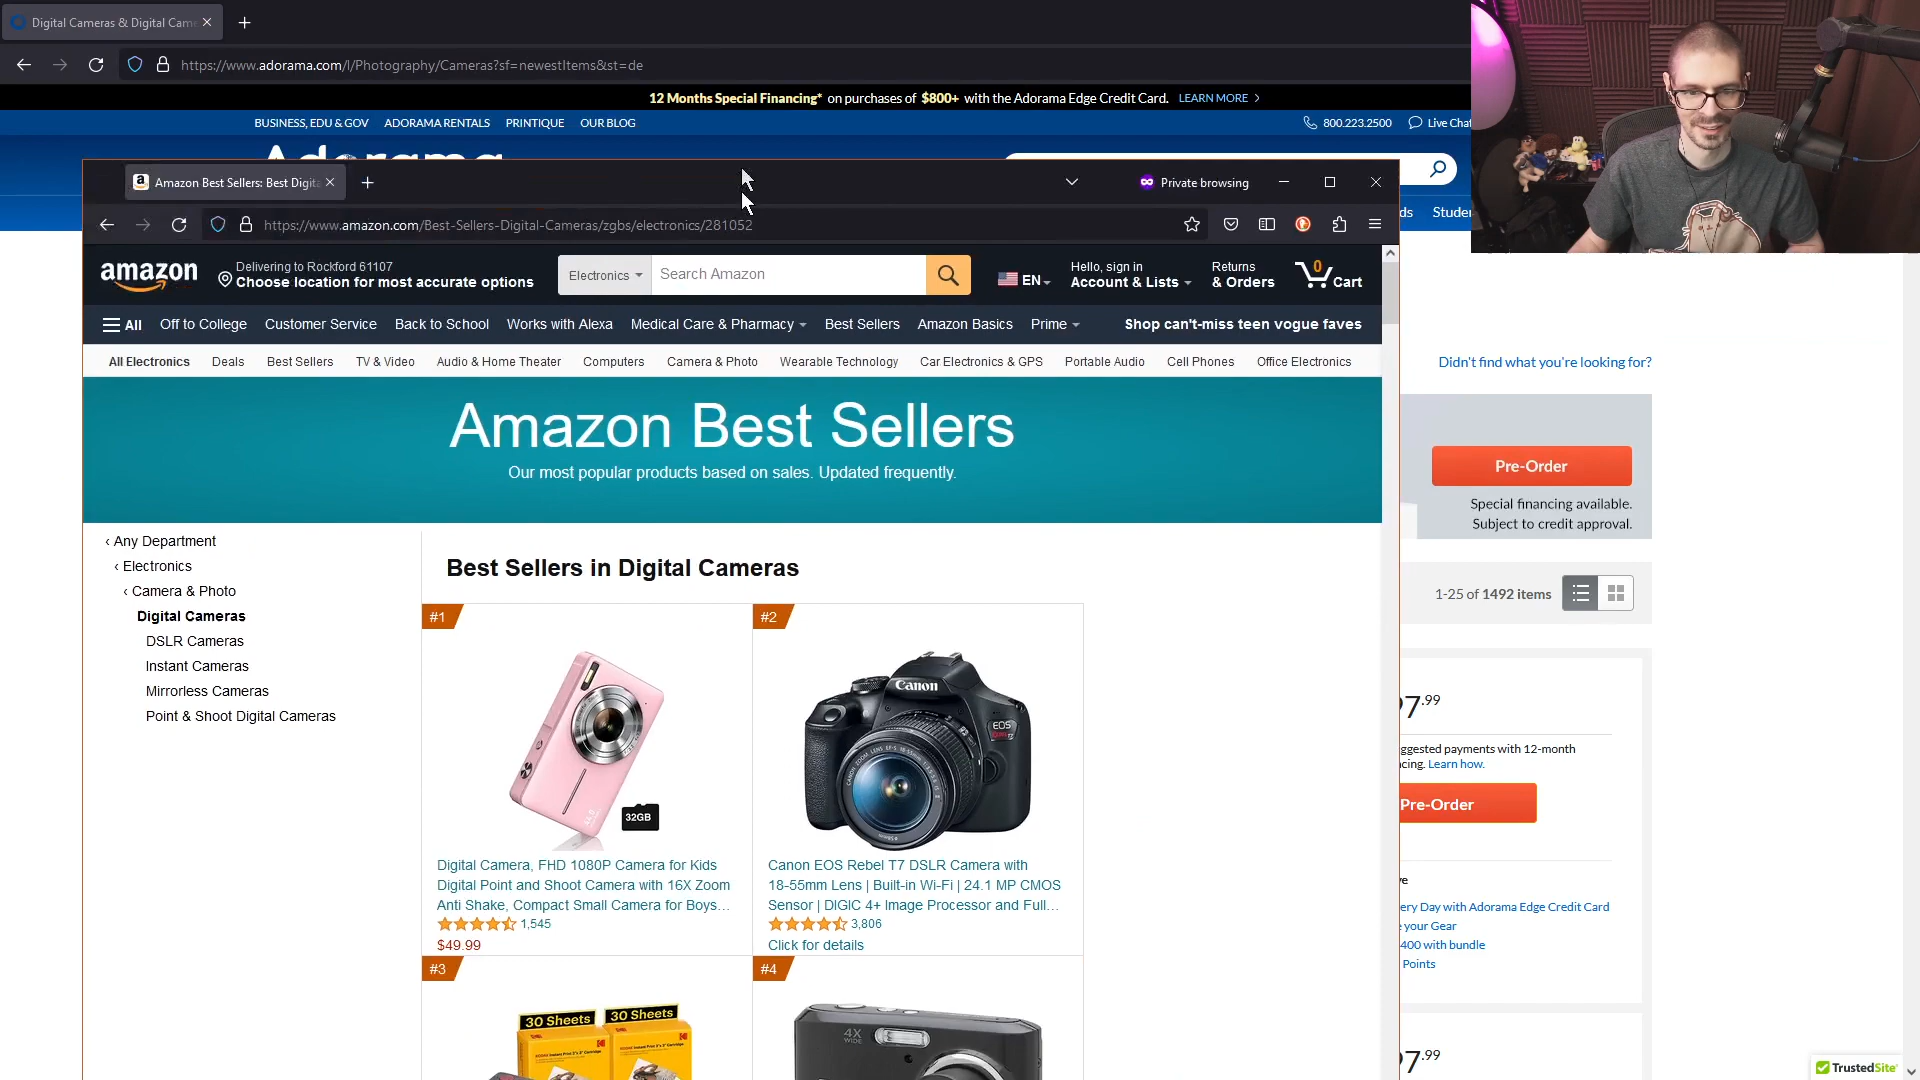 Digital Cameras & Digital Cam
https://www.adorama.com/l/Photography/Cameras?sf=newestItems&st=de
12 Months Special Financing* on purchases of $800+ with the Adorama Edge Credit Card. LEARN MORE
BUSINESS, EDU & GOV ADORAMA RENTALS PRINTIQUE OUR BLOG
800.223.2500 Live Chat
Adorama
Amazon Best Sellers: Best Digita
Private browsing
https://www.amazon.com/Best-Sellers-Digital-Cameras/zgbs/electronics/281052
ds Studen
amazon
Delivering to Rockford 61107
Choose location for most accurate options
Electronics
Search Amazon
EN
Hello, sign in
Account & Lists
Returns
& Orders
0
Cart
All Off to College Customer Service Back to School Works with Alexa Medical Care & Pharmacy Best Sellers Amazon Basics Prime Shop can't-miss teen vogue faves
All Electronics Deals Best Sellers TV & Video Audio & Home Theater Computers Camera & Photo Wearable Technology Car Electronics & GPS Portable Audio Cell Phones Office Electronics
Amazon Best Sellers
Our most popular products based on sales. Updated frequently.
‹ Any Department
‹ Electronics
‹ Camera & Photo
Digital Cameras
DSLR Cameras
Instant Cameras
Mirrorless Cameras
Point & Shoot Digital Cameras
Best Sellers in Digital Cameras
#1
32GB
Digital Camera, FHD 1080P Camera for Kids
Digital Point and Shoot Camera with 16X Zoom
Anti Shake, Compact Small Camera for Boys…
1,545
$49.99
#2
Canon
EOS
Canon EOS Rebel T7 DSLR Camera with
18-55mm Lens | Built-in Wi-Fi | 24.1 MP CMOS
Sensor | DIGIC 4+ Image Processor and Full…
3,806
Click for details
#3
30 Sheets
30 Sheets
#4
4X
WIDE
Didn't find what you're looking for?
Pre-Order
Special financing available.
Subject to credit approval.
1-25 of 1492 items
97.99
ggested payments with 12-month
cing. Learn how.
Pre-Order
ve
ery Day with Adorama Edge Credit Card
e your Gear
400 with bundle
Points
97.99
TrustedSite